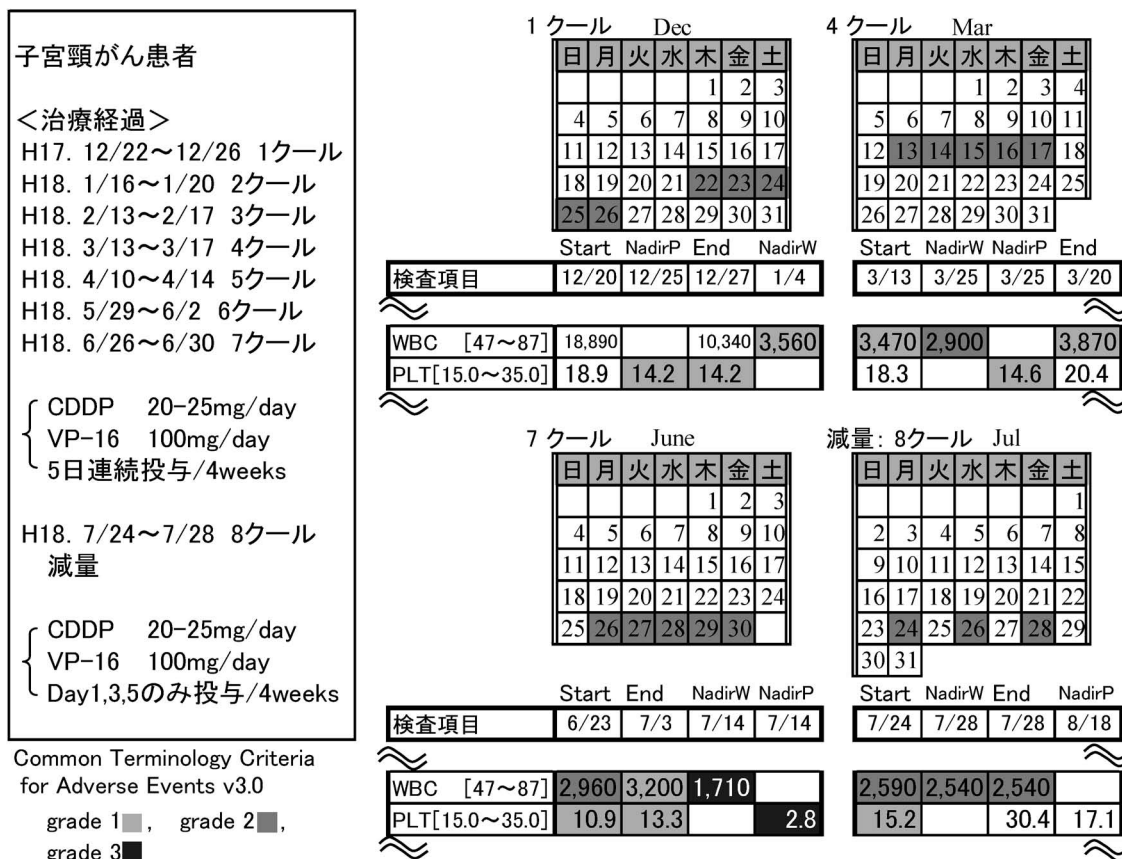 子宮頸がん患者
＜治療経過＞
H17. 12/22～12/26 1クール
H18. 1/16～1/20 2クール
H18. 2/13～2/17 3クール
H18. 3/13～3/17 4クール
H18. 4/10～4/14 5クール
H18. 5/29～6/2 6クール
H18. 6/26～6/30 7クール
CDDP 20-25mg/day
VP-16 100mg/day
5日連続投与/4weeks
H18. 7/24～7/28 8クール
減量
CDDP 20-25mg/day
VP-16 100mg/day
Day1,3,5のみ投与/4weeks
Common Terminology Criteria
for Adverse Events v3.0
grade 1 , grade 2 ,
grade 3
1 クール Dec
日 月 火 水 木 金 土
1 2 3
4 5 6 7 8 9 10
11 12 13 14 15 16 17
18 19 20 21 22 23 24
25 26 27 28 29 30 31
Start NadirP End NadirW
検査項目 12/20 12/25 12/27 1/4
WBC [47～87] 18,890 10,340 3,560
PLT[15.0～35.0] 18.9 14.2 14.2
4 クール Mar
日 月 火 水 木 金 土
1 2 3 4
5 6 7 8 9 10 11
12 13 14 15 16 17 18
19 20 21 22 23 24 25
26 27 28 29 30 31
Start NadirW NadirP End
3/13 3/25 3/25 3/20
3,470 2,900 3,870
18.3 14.6 20.4
7 クール June
日 月 火 水 木 金 土
1 2 3
4 5 6 7 8 9 10
11 12 13 14 15 16 17
18 19 20 21 22 23 24
25 26 27 28 29 30
Start End NadirW NadirP
検査項目 6/23 7/3 7/14 7/14
WBC [47～87] 2,960 3,200 1,710
PLT[15.0～35.0] 10.9 13.3 2.8
減量: 8クール Jul
日 月 火 水 木 金 土
1
2 3 4 5 6 7 8
9 10 11 12 13 14 15
16 17 18 19 20 21 22
23 24 25 26 27 28 29
30 31
Start NadirW End NadirP
7/24 7/28 7/28 8/18
2,590 2,540 2,540
15.2 30.4 17.1